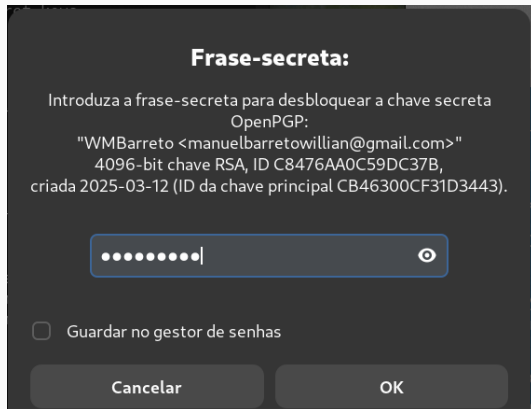 Frase-secreta:
Introduza a frase-secreta para desbloquear a chave secreta
OpenPGP:
"WMBarreto <manuelbarretowillian@gmail.com>"
4096-bit chave RSA, ID C8476AA0C59DC37B,
criada 2025-03-12 (ID da chave principal CB46300CF31D3443).
●●●●●●●●●
Guardar no gestor de senhas
Cancelar
OK